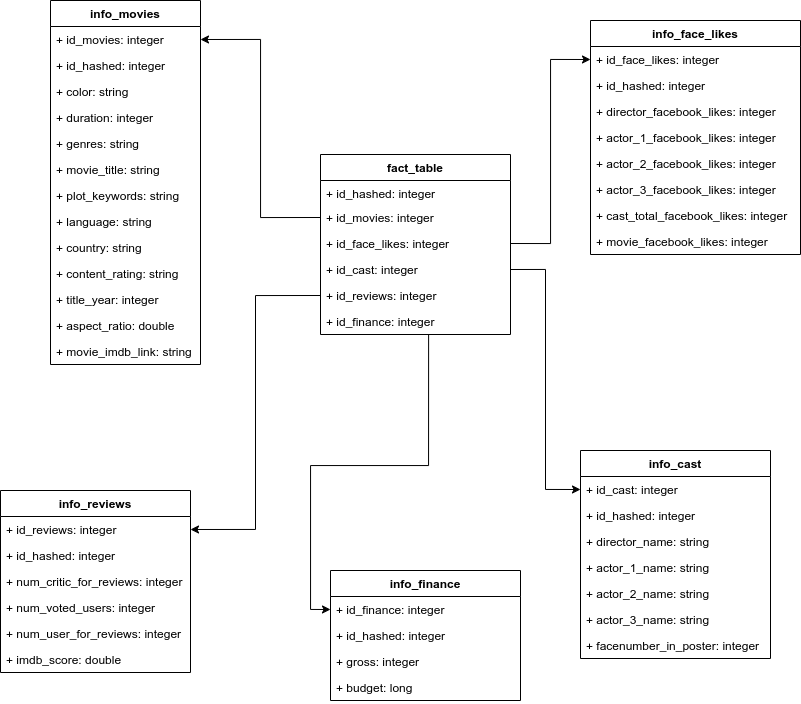 info_movies
+ id_movies: integer
+ id_hashed: integer
+ color: string
+ duration: integer
+ genres: string
+ movie_title: string
+ plot_keywords: string
+ language: string
+ country: string
+ content_rating: string
+ title_year: integer
+ aspect_ratio: double
+ movie_imdb_link: string
fact_table
+ id_hashed: integer
+ id_movies: integer
+ id_face_likes: integer
+ id_cast: integer
+ id_reviews: integer
+ id_finance: integer
info_face_likes
+ id_face_likes: integer
+ id_hashed: integer
+ director_facebook_likes: integer
+ actor_1_facebook_likes: integer
+ actor_2_facebook_likes: integer
+ actor_3_facebook_likes: integer
+ cast_total_facebook_likes: integer
+ movie_facebook_likes: integer
info_reviews
+ id_reviews: integer
+ id_hashed: integer
+ num_critic_for_reviews: integer
+ num_voted_users: integer
+ num_user_for_reviews: integer
+ imdb_score: double
info_finance
+ id_finance: integer
+ id_hashed: integer
+ gross: integer
+ budget: long
info_cast
+ id_cast: integer
+ id_hashed: integer
+ director_name: string
+ actor_1_name: string
+ actor_2_name: string
+ actor_3_name: string
+ facenumber_in_poster: integer